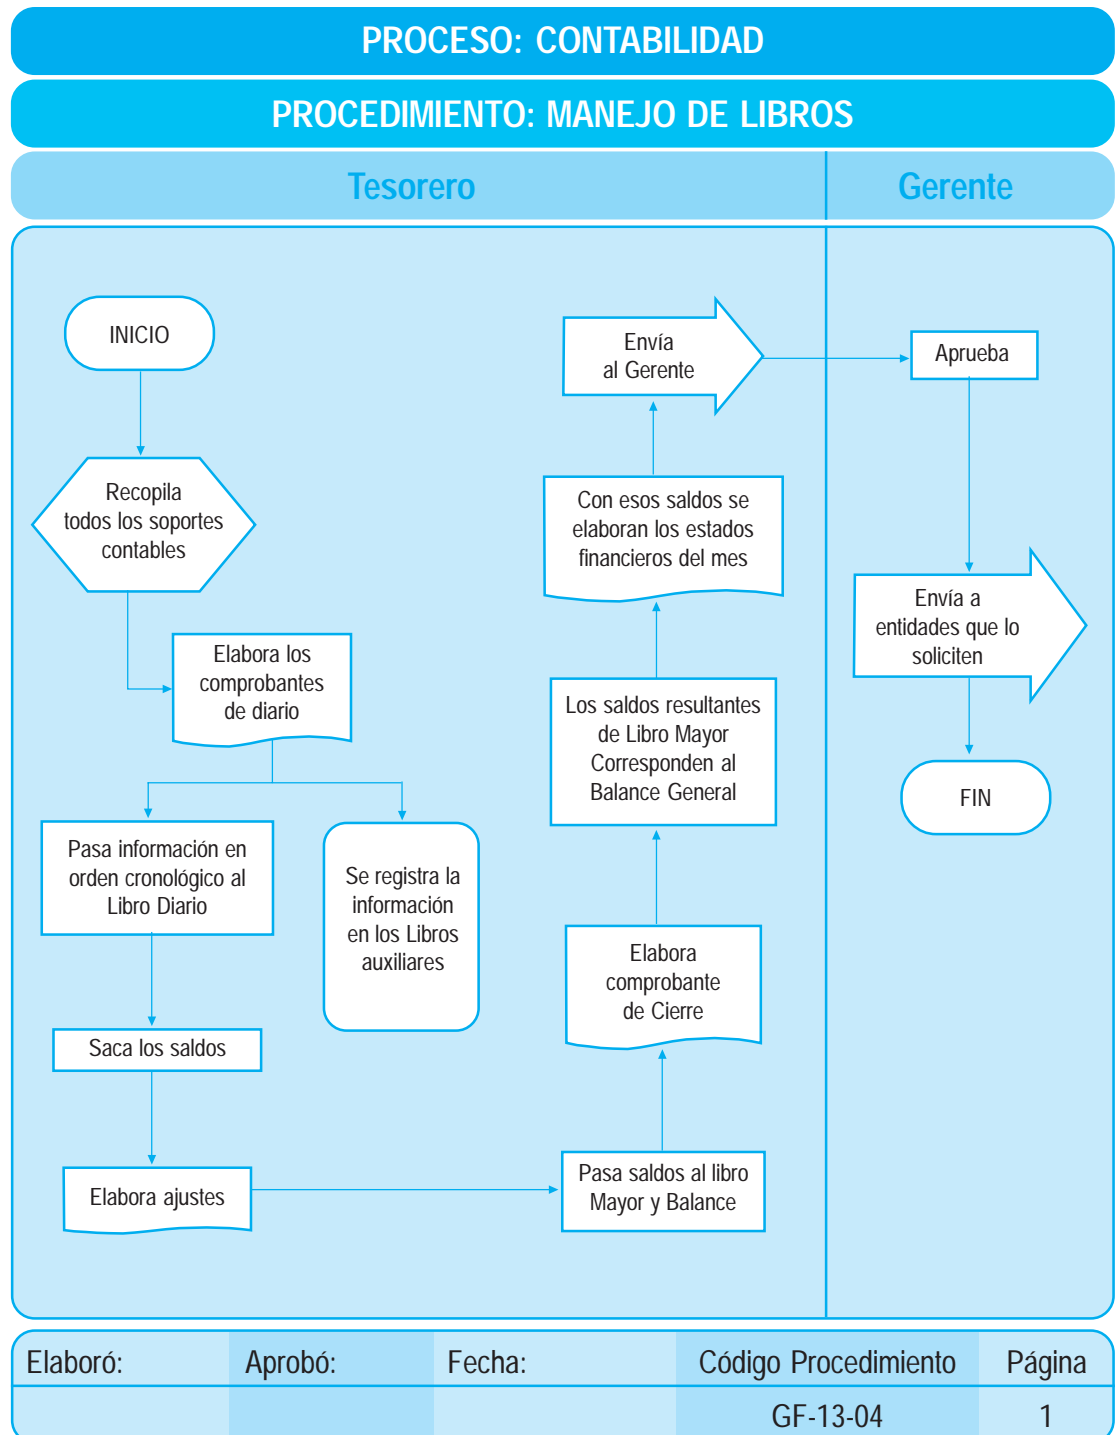 PROCESO: CONTABILIDAD
PROCEDIMIENTO: MANEJO DE LIBROS
Tesorero
Gerente
INICIO
Recopila
todos los soportes
contables
Elabora los
comprobantes
de diario
Pasa información en
orden cronológico al
Libro Diario
Se registra la
información
en los Libros
auxiliares
Saca los saldos
Elabora ajustes
Pasa saldos al libro
Mayor y Balance
Elabora
comprobante
de Cierre
Los saldos resultantes
de Libro Mayor
Corresponden al
Balance General
Con esos saldos se
elaboran los estados
financieros del mes
Envía
al Gerente
Aprueba
Envía a
entidades que lo
soliciten
FIN
Elaboró:
Aprobó:
Fecha:
Código Procedimiento
Página
GF-13-04
1